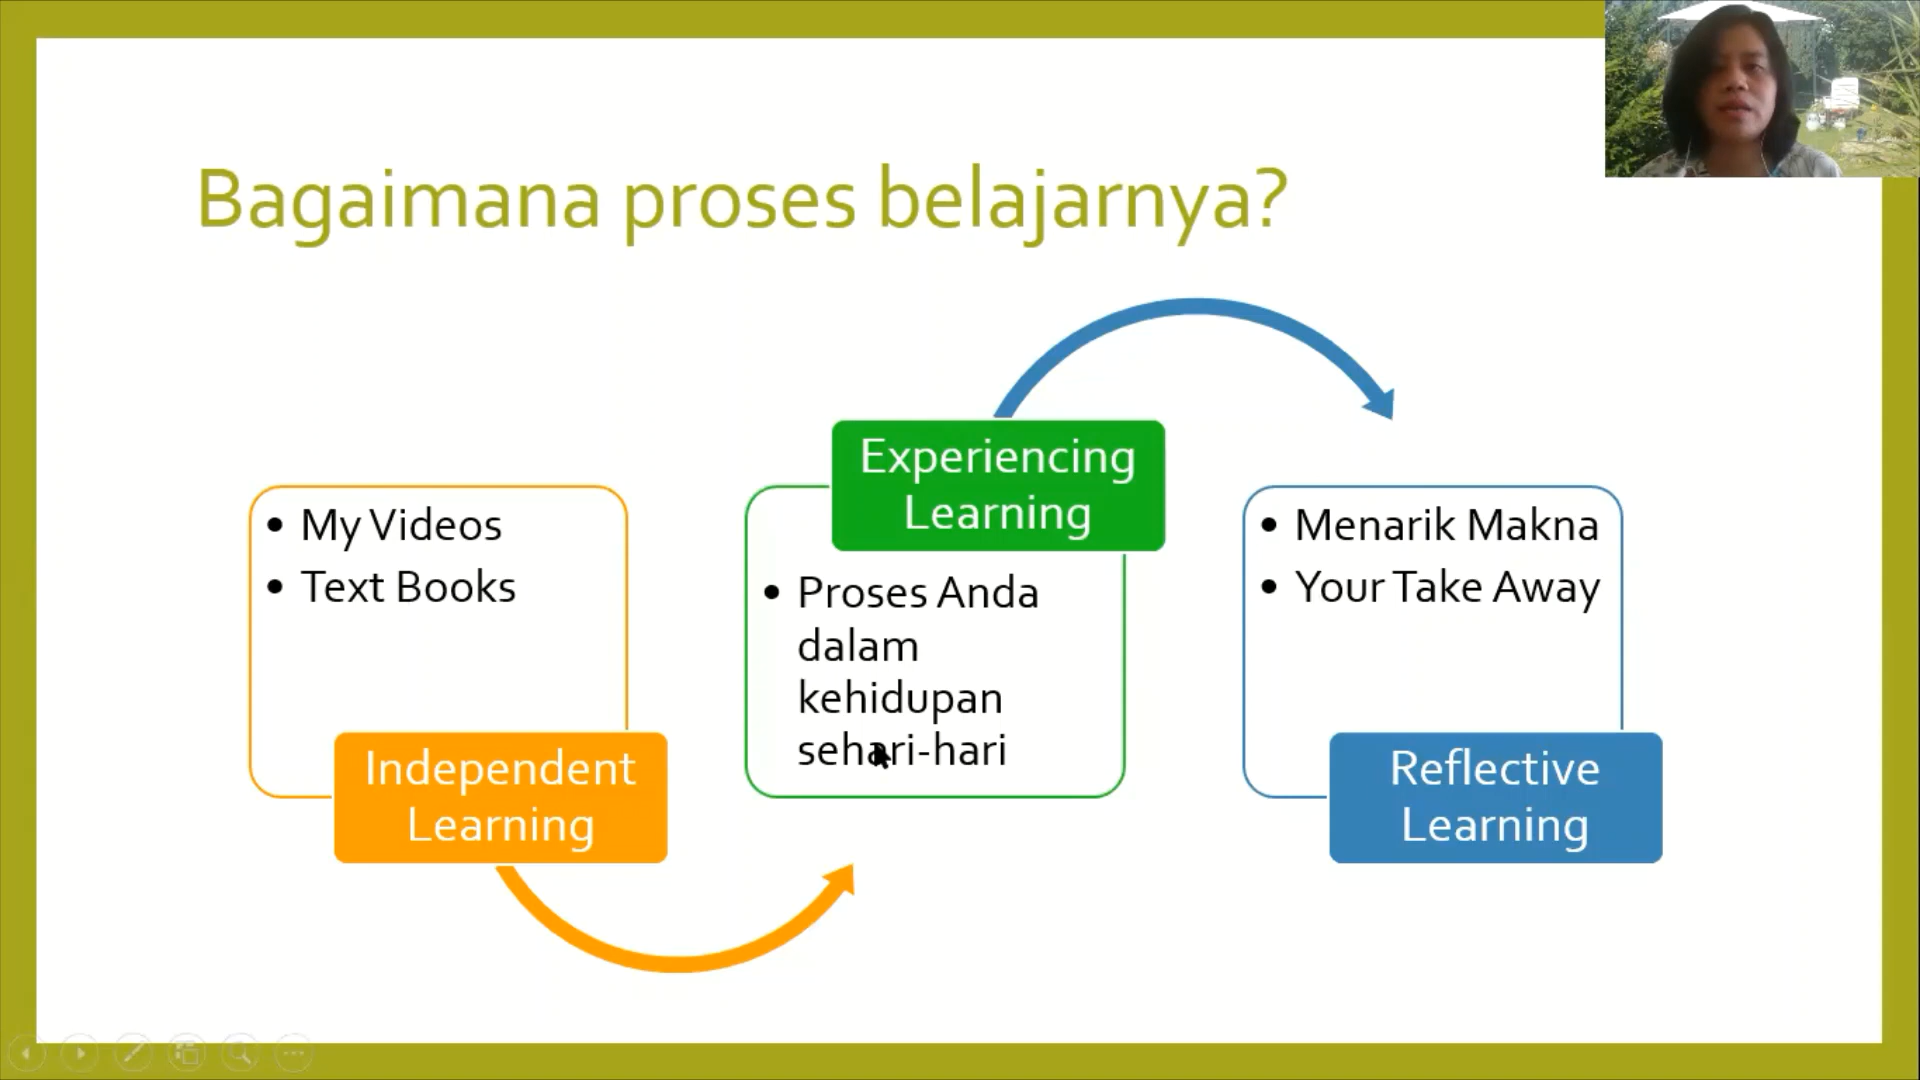 Bagaimana proses belajarnya?
• My Videos
• Text Books
Independent
Learning
Experiencing
Learning
• Proses Anda
dalam
kehidupan
sehari-hari
• Menarik Makna
• Your Take Away
Reflective
Learning